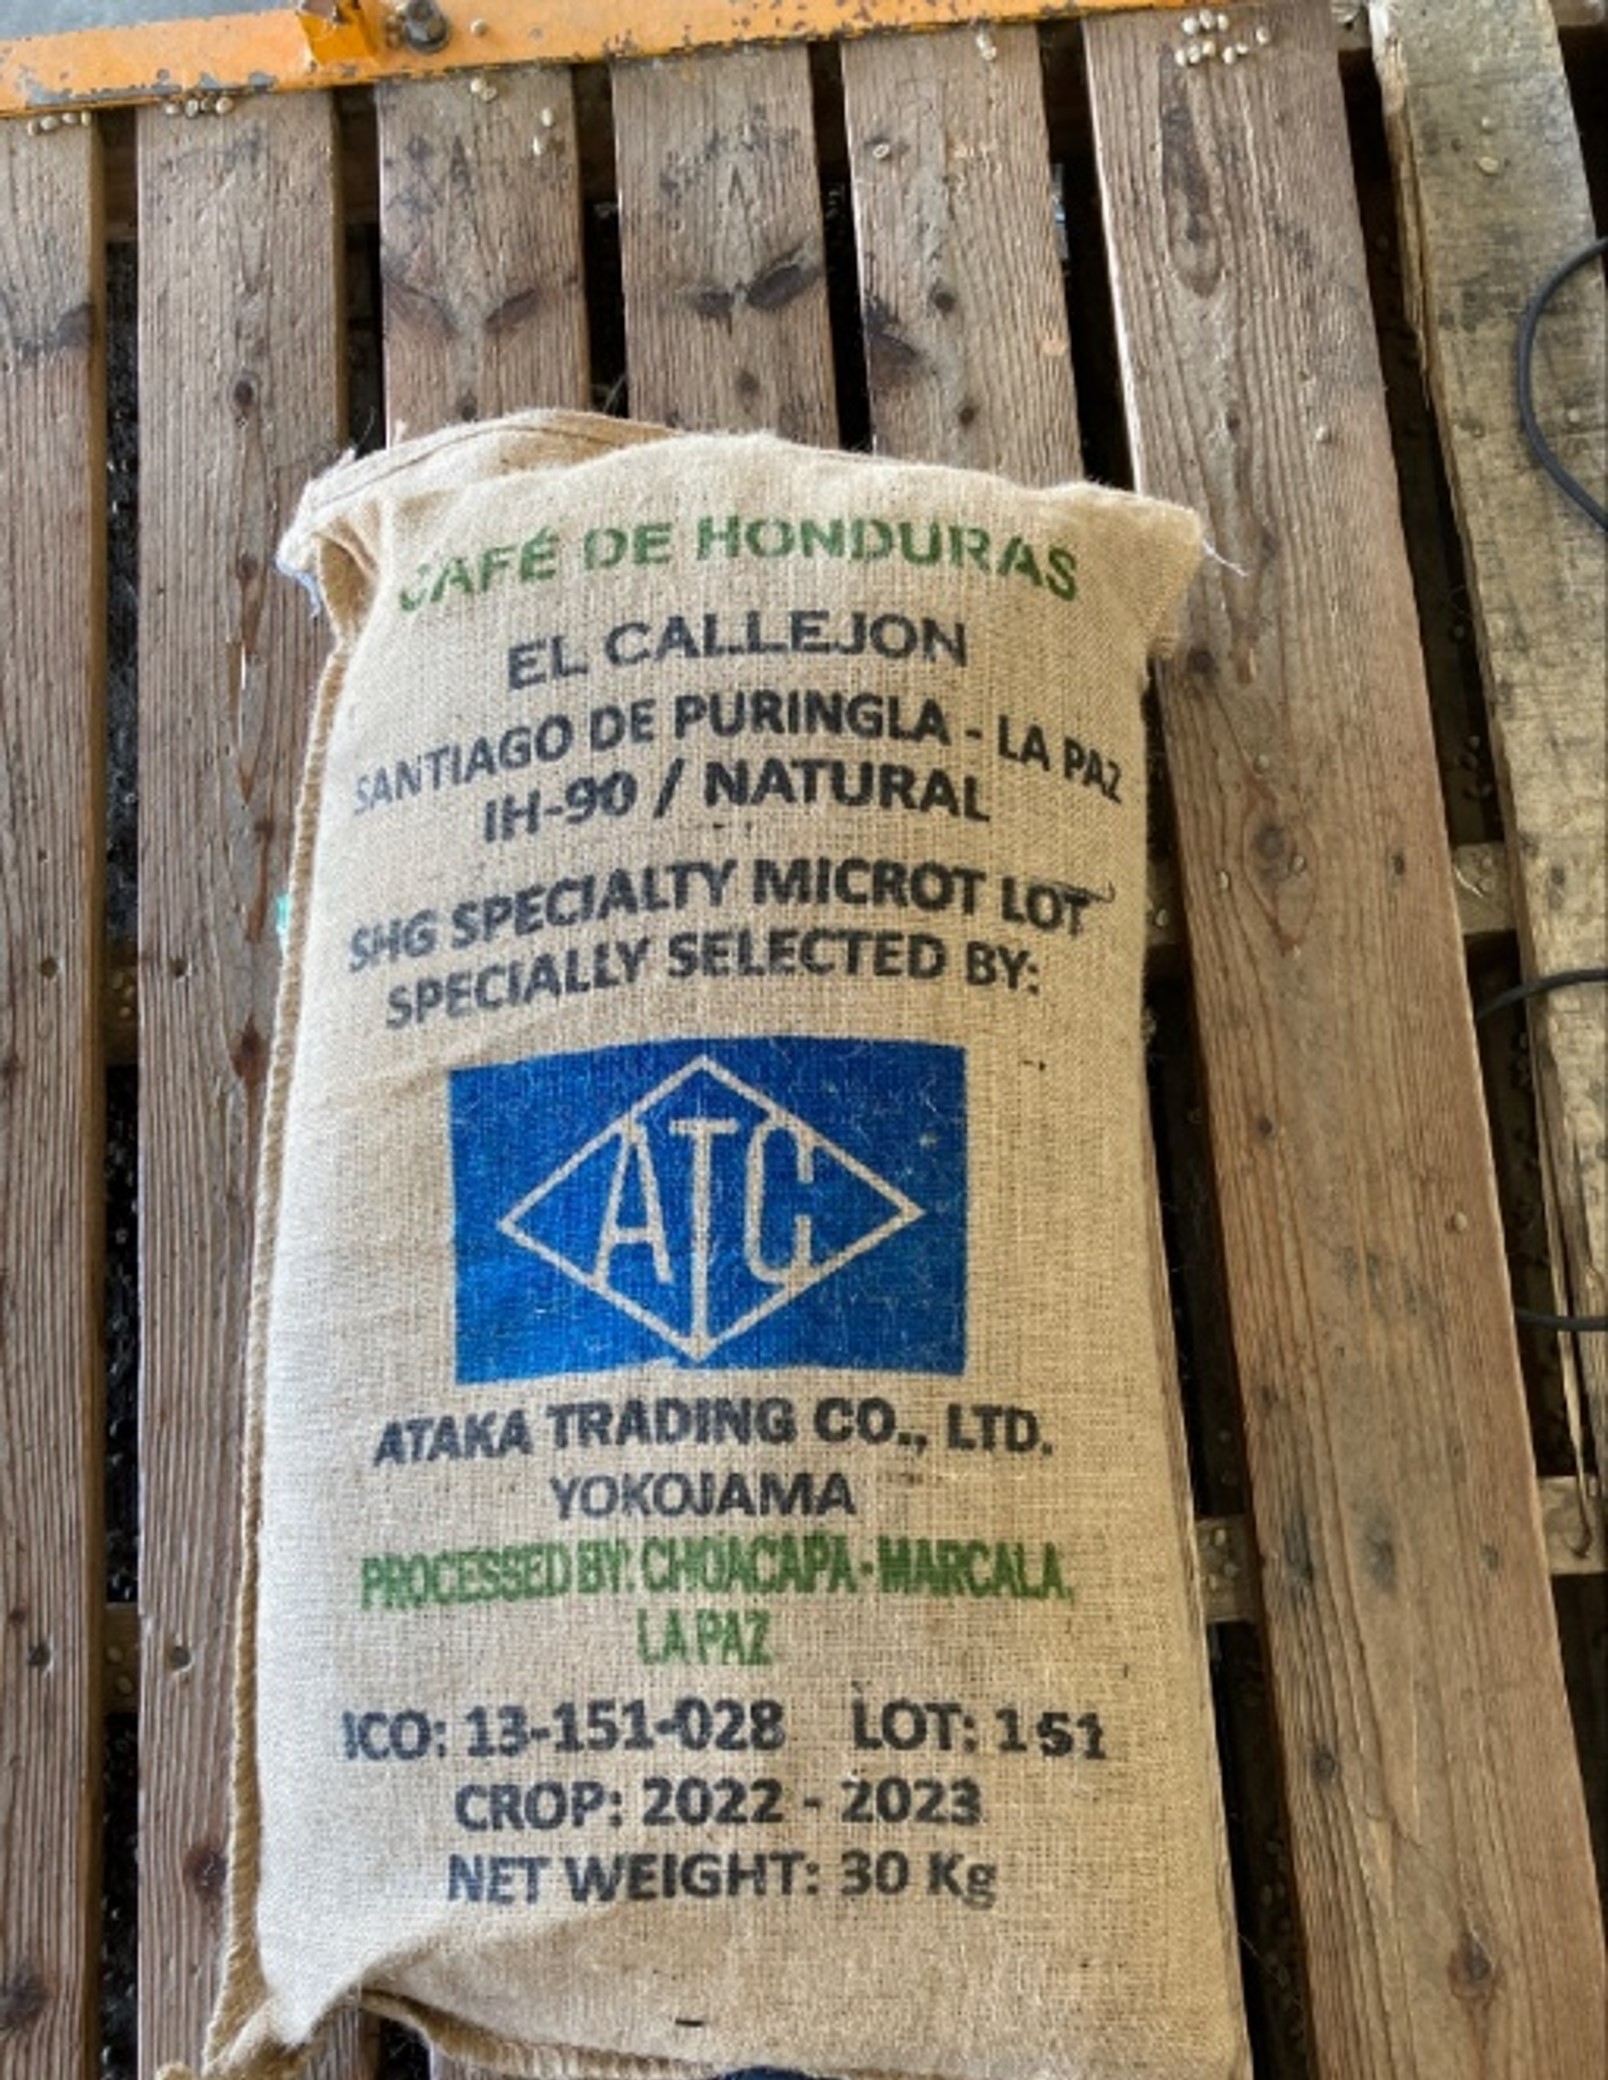 CAFÉ DE HONDURAS
EL CALLEJON
SANTIAGO DE PURINGLA - LA PAZ
IH-90 / NATURAL
SHG SPECIALTY MICROT LOT
SPECIALLY SELECTED BY:
ATC
ATAKA TRADING CO., LTD.
YOKOJAMA
PROCESSED BY: CHOACAPA - MARCALA,
LA PAZ
ICO: 13-151-028 LOT: 151
CROP: 2022 - 2023
NET WEIGHT: 30 Kg